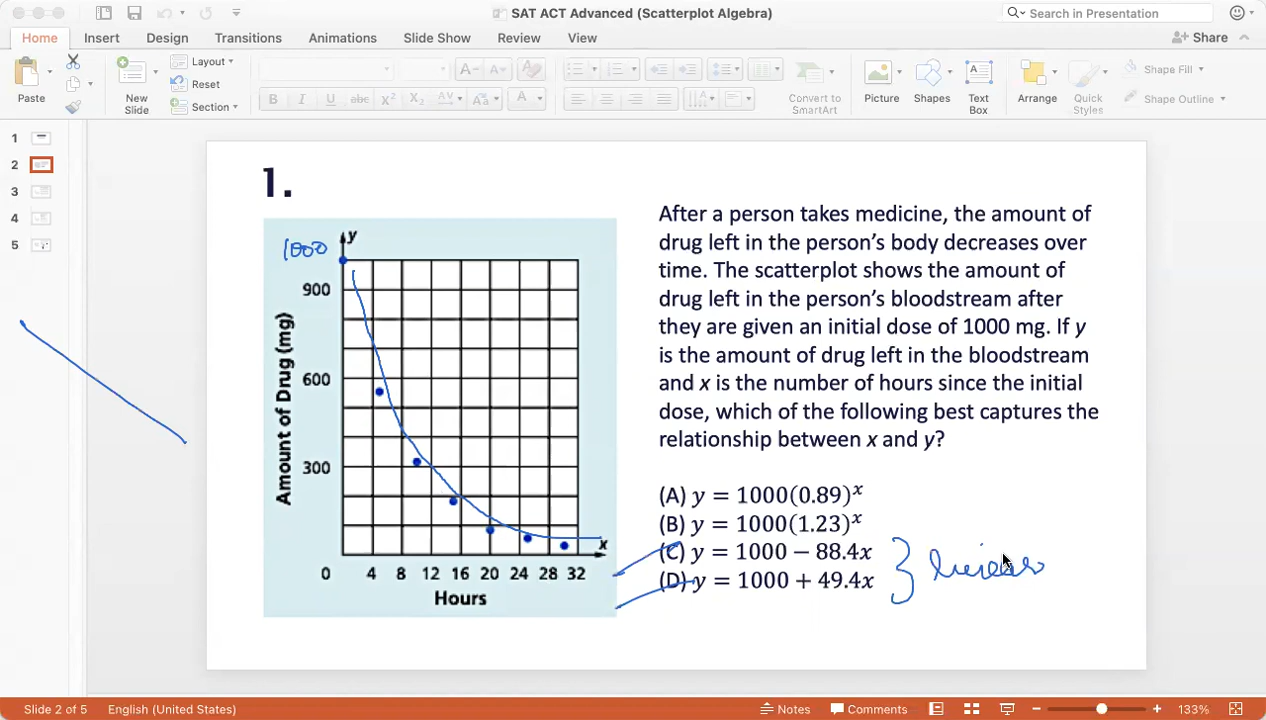 SAT ACT Advanced (Scatterplot Algebra)
Search in Presentation
Home Insert Design Transitions Animations Slide Show Review View
Share
Paste
New Slide
Layout
Reset
Section
B I U abc X² X₂ AV Aa A
A A
Convert to SmartArt
Picture
Shapes
Text Box
Arrange
Quick Styles
Shape Fill
Shape Outline
1
2
3
4
5
1.
1000
y
900
600
300
0 4 8 12 16 20 24 28 32
x
Amount of Drug (mg)
Hours
After a person takes medicine, the amount of
drug left in the person's body decreases over
time. The scatterplot shows the amount of
drug left in the person's bloodstream after
they are given an initial dose of 1000 mg. If y
is the amount of drug left in the bloodstream
and x is the number of hours since the initial
dose, which of the following best captures the
relationship between x and y?
(A) y = 1000(0.89)ˣ
(B) y = 1000(1.23)ˣ
(C) y = 1000 − 88.4x
(D) y = 1000 + 49.4x
linear
Slide 2 of 5 English (United States)
Notes Comments
133%